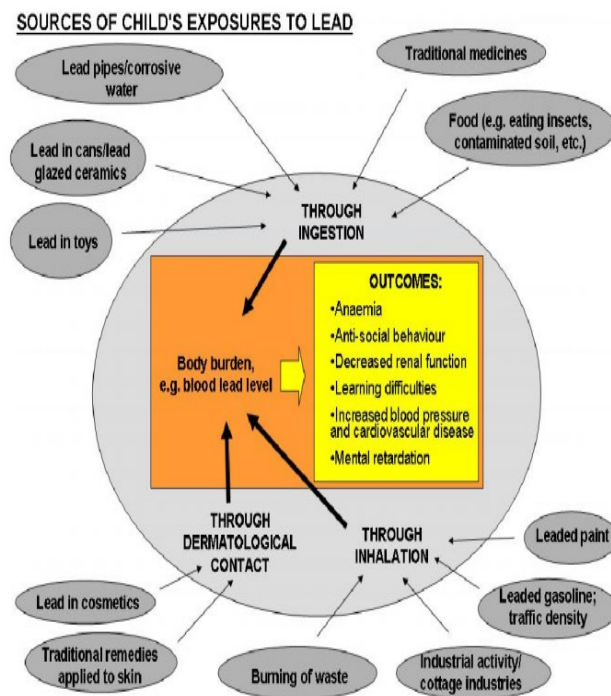 SOURCES OF CHILD'S EXPOSURES TO LEAD
Lead pipes/corrosive
water
Traditional medicines
Food (e.g. eating insects,
contaminated soil, etc.)
Lead in cans/lead
glazed ceramics
Lead in toys
THROUGH
INGESTION
OUTCOMES:
•Anaemia
•Anti-social behaviour
•Decreased renal function
•Learning difficulties
•Increased blood pressure
and cardiovascular disease
•Mental retardation
Body burden,
e.g. blood lead level
THROUGH
DERMATOLOGICAL
CONTACT
THROUGH
INHALATION
Leaded paint
Leaded gasoline;
traffic density
Lead in cosmetics
Traditional remedies
applied to skin
Burning of waste
Industrial activity/
cottage industries